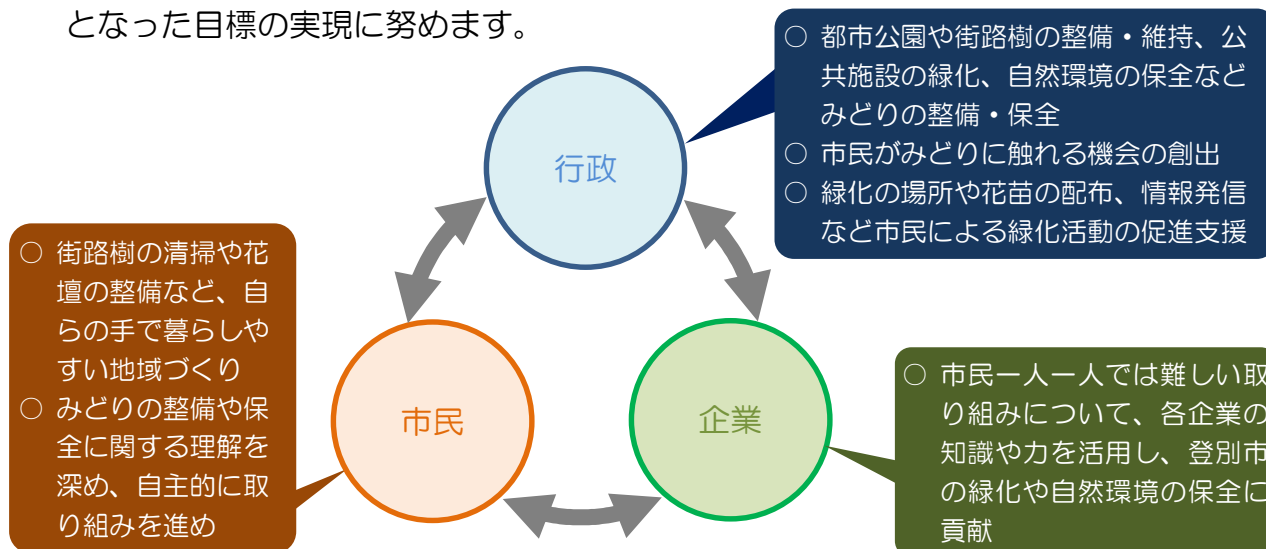 となった目標の実現に努めます。
○ 都市公園や街路樹の整備・維持、公
共施設の緑化、自然環境の保全など
みどりの整備・保全
○ 市民がみどりに触れる機会の創出
○ 緑化の場所や花苗の配布、情報発信
など市民による緑化活動の促進支援
行政
○ 街路樹の清掃や花
壇の整備など、自
らの手で暮らしや
すい地域づくり
○ みどりの整備や保
全に関する理解を
深め、自主的に取
り組みを進め
市民
企業
○ 市民一人一人では難しい取
り組みについて、各企業の
知識や力を活用し、登別市
の緑化や自然環境の保全に
貢献